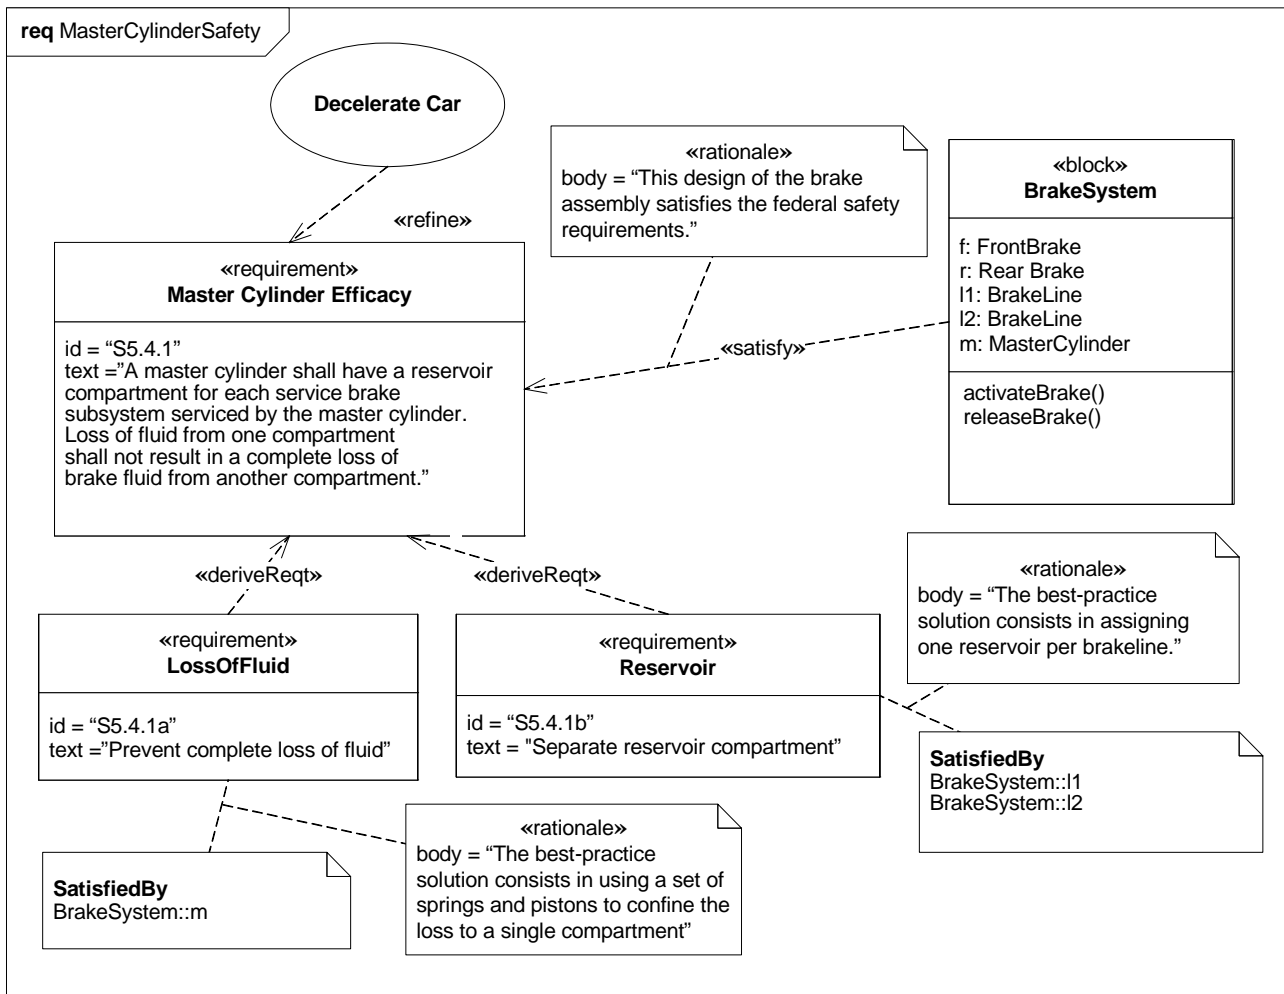 req MasterCylinderSafety
Decelerate Car
«refine»
«rationale»
body = “This design of the brake
assembly satisfies the federal safety
requirements.”
«block»
BrakeSystem
f: FrontBrake
r: Rear Brake
l1: BrakeLine
l2: BrakeLine
m: MasterCylinder
activateBrake()
releaseBrake()
«requirement»
Master Cylinder Efficacy
id = “S5.4.1”
text =”A master cylinder shall have a reservoir
compartment for each service brake
subsystem serviced by the master cylinder.
Loss of fluid from one compartment
shall not result in a complete loss of
brake fluid from another compartment.”
«satisfy»
«deriveReqt»
«deriveReqt»
«requirement»
LossOfFluid
id = “S5.4.1a”
text =”Prevent complete loss of fluid”
«requirement»
Reservoir
id = “S5.4.1b”
text = "Separate reservoir compartment”
«rationale»
body = “The best-practice
solution consists in assigning
one reservoir per brakeline.”
SatisfiedBy
BrakeSystem::l1
BrakeSystem::l2
«rationale»
body = “The best-practice
solution consists in using a set of
springs and pistons to confine the
loss to a single compartment”
SatisfiedBy
BrakeSystem::m